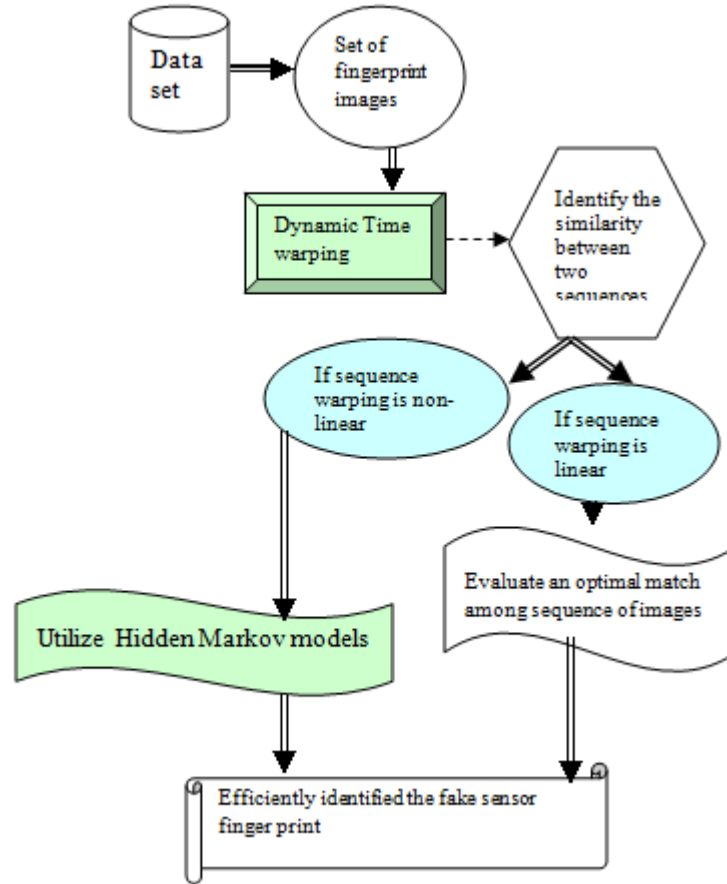 Data
set
Set of
fingerprint
images
Dynamic Time
warping
Identify the
similarity
between
two
sequences
If sequence
warping is non-
linear
If sequence
warping is
linear
Evaluate an optimal match
among sequence of images
Utilize Hidden Markov models
Efficiently identified the fake sensor
finger print